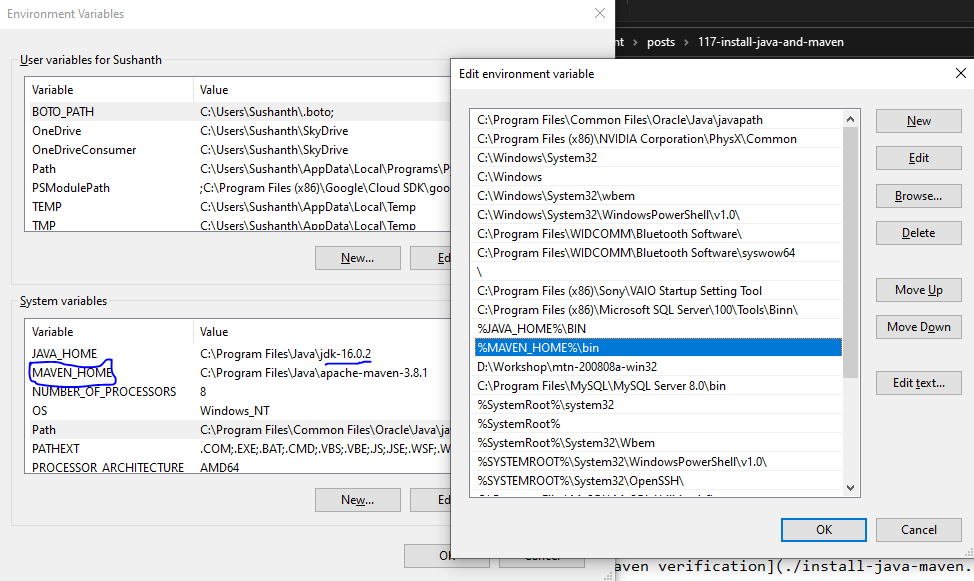 Environment Variables
User variables for Sushanth
Variable Value
BOTO_PATH C:\Users\Sushanth\.boto;
OneDrive C:\Users\Sushanth\SkyDrive
OneDriveConsumer C:\Users\Sushanth\SkyDrive
Path C:\Users\Sushanth\AppData\Local\Programs\P
PSModulePath ;C:\Program Files (x86)\Google\Cloud SDK\goo
TEMP C:\Users\Sushanth\AppData\Local\Temp
TMP C:\Users\Sushanth\AppData\Local\Temp
New... Ed
System variables
Variable Value
JAVA_HOME C:\Program Files\Java\jdk-16.0.2
MAVEN_HOME C:\Program Files\Java\apache-maven-3.8.1
NUMBER_OF_PROCESSORS 8
OS Windows_NT
Path C:\Program Files\Common Files\Oracle\Java\ja
PATHEXT .COM;.EXE;.BAT;.CMD;.VBS;.VBE;.JS;.JSE;.WSF;.W
PROCESSOR_ARCHITECTURE AMD64
New... Ed
OK Cancel
nt > posts > 117-install-java-and-maven
Edit environment variable
C:\Program Files\Common Files\Oracle\Java\javapath
C:\Program Files (x86)\NVIDIA Corporation\PhysX\Common
C:\Windows\System32
C:\Windows
C:\Windows\System32\wbem
C:\Windows\System32\WindowsPowerShell\v1.0\
C:\Program Files\WIDCOMM\Bluetooth Software\
C:\Program Files\WIDCOMM\Bluetooth Software\syswow64
\
C:\Program Files (x86)\Sony\VAIO Startup Setting Tool
C:\Program Files (x86)\Microsoft SQL Server\100\Tools\Binn\
%JAVA_HOME%\BIN
%MAVEN_HOME%\bin
D:\Workshop\mtn-200808a-win32
C:\Program Files\MySQL\MySQL Server 8.0\bin
%SystemRoot%\system32
%SystemRoot%
%SystemRoot%\System32\Wbem
%SYSTEMROOT%\System32\WindowsPowerShell\v1.0\
%SYSTEMROOT%\System32\OpenSSH\
New
Edit
Browse...
Delete
Move Up
Move Down
Edit text...
OK Cancel
aven verification](./install-java-maven.